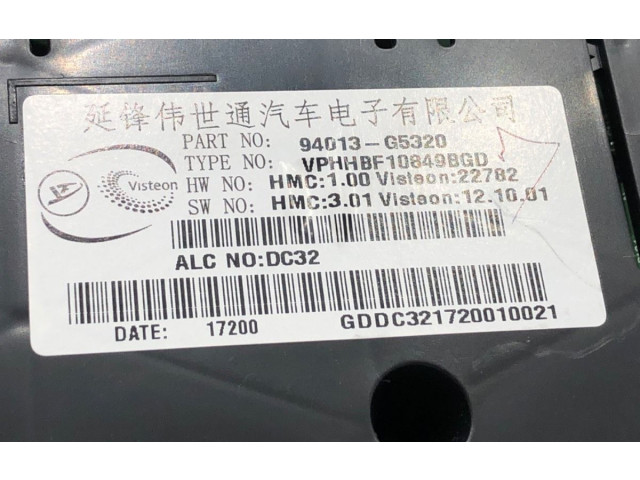 延锋伟世通汽车电子有限公司
PART NO: 94013-G5320
TYPE NO: VPHHBF10849BGD
Visteon
HW NO: HMC:1.00 Visteon:22782
SW NO: HMC:3.01 Visteon:12.10.01
ALC NO:DC32
DATE: 17200 GDDC321720010021